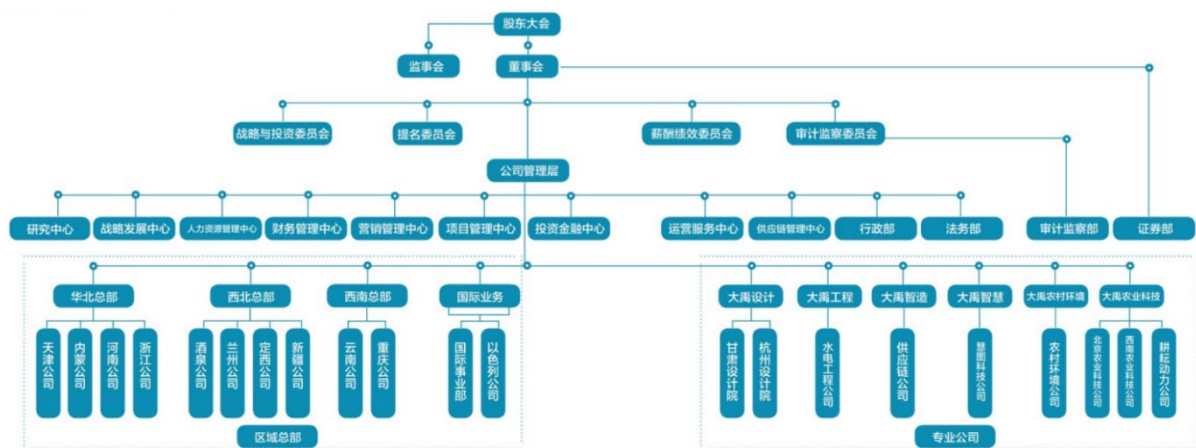 股东大会
监事会
董事会
战略与投资委员会
提名委员会
薪酬绩效委员会
审计监察委员会
公司管理层
研究中心
战略发展中心
人力资源管理中心
财务管理中心
营销管理中心
项目管理中心
投资金融中心
运营服务中心
供应链管理中心
行政部
法务部
审计监察部
证券部
华北总部
西北总部
西南总部
国际业务
大禹设计
大禹工程
大禹智造
大禹智慧
大禹农村环境
大禹农业科技
天津公司
内蒙公司
河南公司
浙江公司
酒泉公司
兰州公司
定西公司
新疆公司
云南公司
重庆公司
国际事业部
以色列公司
甘肃设计院
杭州设计院
水电工程公司
供应链公司
慧图科技公司
农村环境公司
北京农业科技公司
西南农业科技公司
耕耘动力公司
区域总部
专业公司